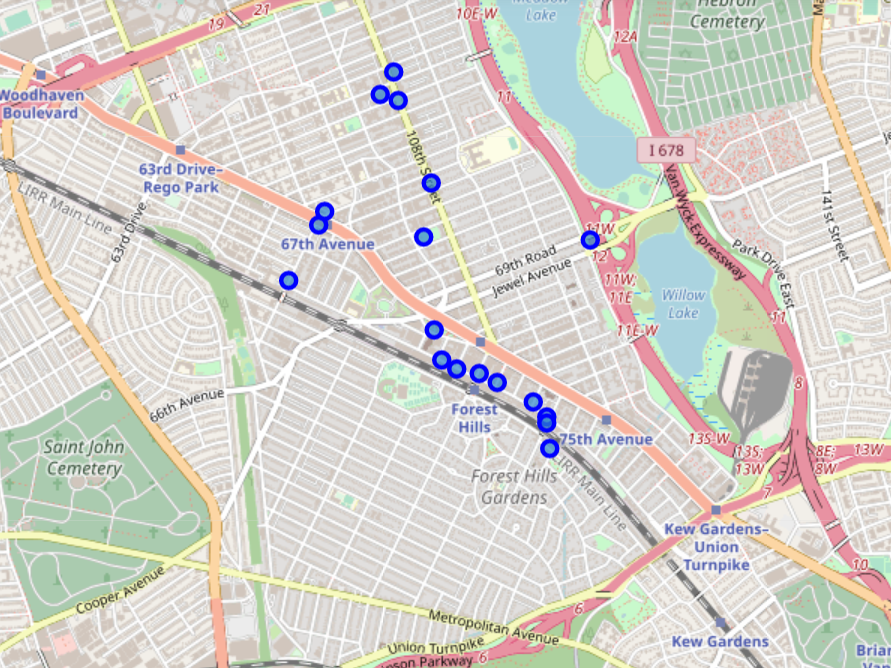 Meadow
Lake
Hebron
Cemetery
10E-W
19
21
12A
Woodhaven
Boulevard
11
I 678
108th Street
63rd Drive–
Rego Park
LIRR Main Line
63rd Drive
Van Wyck Expressway
141st Street
67th Avenue
11W
12
69th Road
Jewel Avenue
Park Drive East
11W;
11E
Willow
Lake
11E-W
11
8
66th Avenue
Forest
Hills
75th Avenue
13S-W
13S;
13W
8E;
8W
13W
Saint John
Cemetery
Forest Hills
Gardens
LIRR Main Line
7
Kew Gardens–
Union
Turnpike
10
Cooper Avenue
6
Metropolitan Avenue
Union Turnpike
6
Kew Gardens